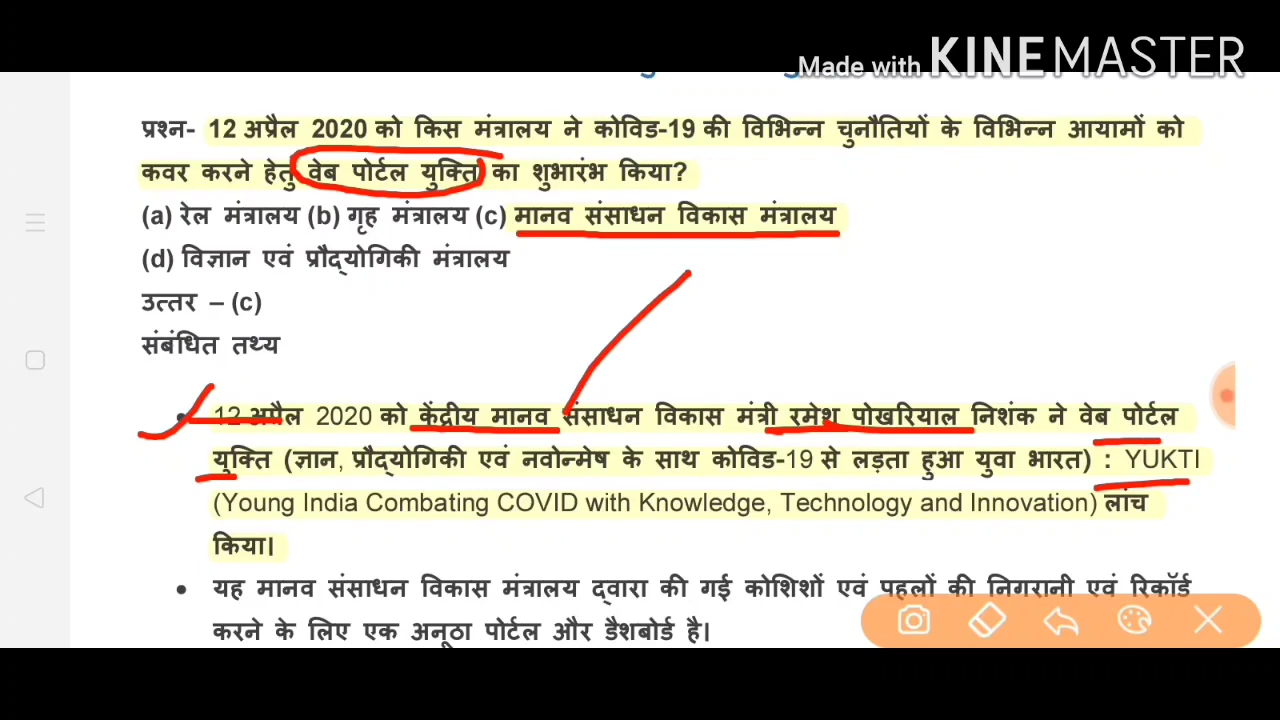 Made with KINEMASTER
प्रश्न- 12 अप्रैल 2020 को किस मंत्रालय ने कोविड-19 की विभिन्न चुनौतियों के विभिन्न आयामों को
कवर करने हेतु वेब पोर्टल युक्ति का शुभारंभ किया?
(a) रेल मंत्रालय (b) गृह मंत्रालय (c) मानव संसाधन विकास मंत्रालय
(d) विज्ञान एवं प्रौद्योगिकी मंत्रालय
उत्तर – (c)
संबंधित तथ्य
• 12 अप्रैल 2020 को केंद्रीय मानव संसाधन विकास मंत्री रमेश पोखरियाल निशंक ने वेब पोर्टल
युक्ति (ज्ञान, प्रौद्योगिकी एवं नवोन्मेष के साथ कोविड-19 से लड़ता हुआ युवा भारत) : YUKTI
(Young India Combating COVID with Knowledge, Technology and Innovation) लांच
किया।
• यह मानव संसाधन विकास मंत्रालय द्वारा की गई कोशिशों एवं पहलों की निगरानी एवं रिकॉर्ड
करने के लिए एक अनूठा पोर्टल और डैशबोर्ड है।